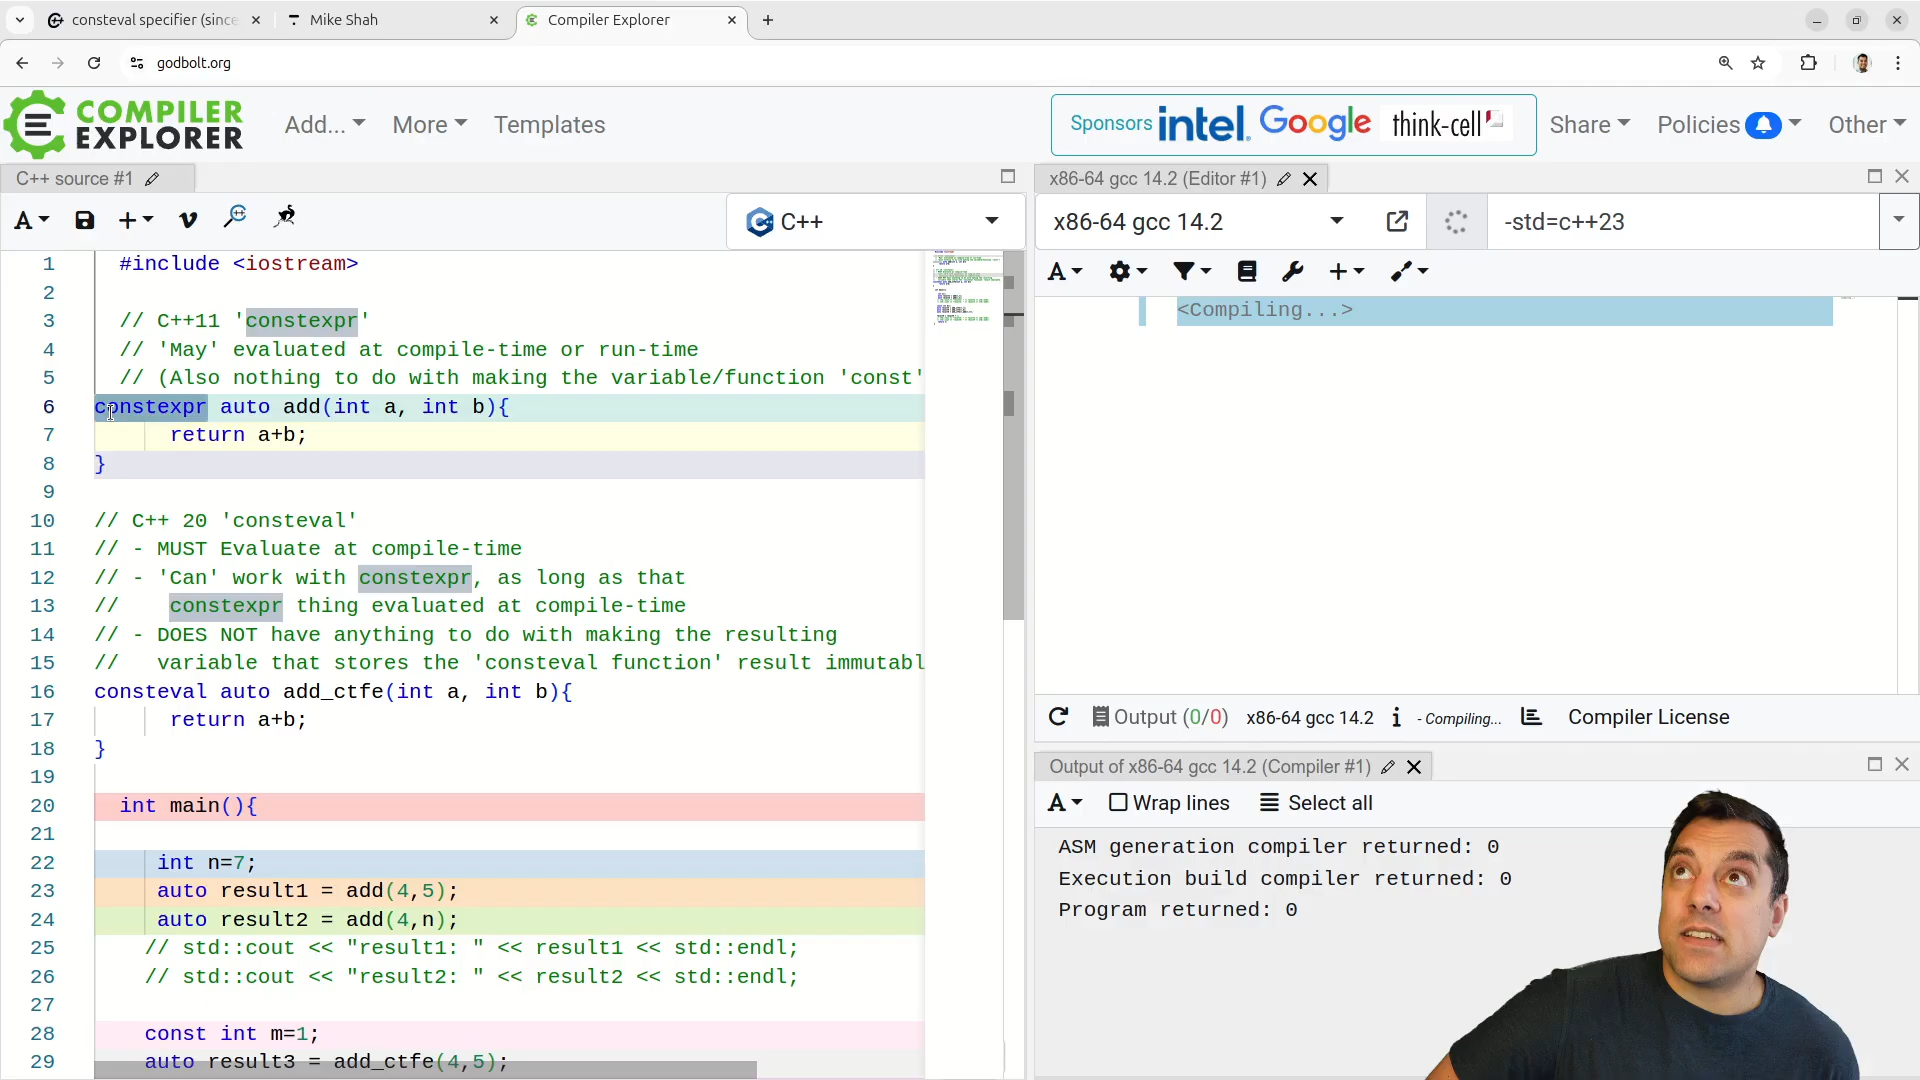 consteval specifier (since
Mike Shah
Compiler Explorer
godbolt.org
COMPILER
EXPLORER
Add...
More
Templates
Sponsors intel. Google think-cell
Share
Policies
Other
C++ source #1
x86-64 gcc 14.2 (Editor #1)
C++
x86-64 gcc 14.2
-std=c++23
1 #include <iostream>
2
3 // C++11 'constexpr'
4 // 'May' evaluated at compile-time or run-time
5 // (Also nothing to do with making the variable/function 'const'
6 constexpr auto add(int a, int b){
7 return a+b;
8 }
9
10 // C++ 20 'consteval'
11 // - MUST Evaluate at compile-time
12 // - 'Can' work with constexpr, as long as that
13 // constexpr thing evaluated at compile-time
14 // - DOES NOT have anything to do with making the resulting
15 // variable that stores the 'consteval function' result immutabl
16 consteval auto add_ctfe(int a, int b){
17 return a+b;
18 }
19
20 int main(){
21
22 int n=7;
23 auto result1 = add(4,5);
24 auto result2 = add(4,n);
25 // std::cout << "result1: " << result1 << std::endl;
26 // std::cout << "result2: " << result2 << std::endl;
27
28 const int m=1;
29 auto result3 = add_ctfe(4,5);
<Compiling...>
Output (0/0) x86-64 gcc 14.2 i - Compiling... Compiler License
Output of x86-64 gcc 14.2 (Compiler #1)
A Wrap lines Select all
ASM generation compiler returned: 0
Execution build compiler returned: 0
Program returned: 0